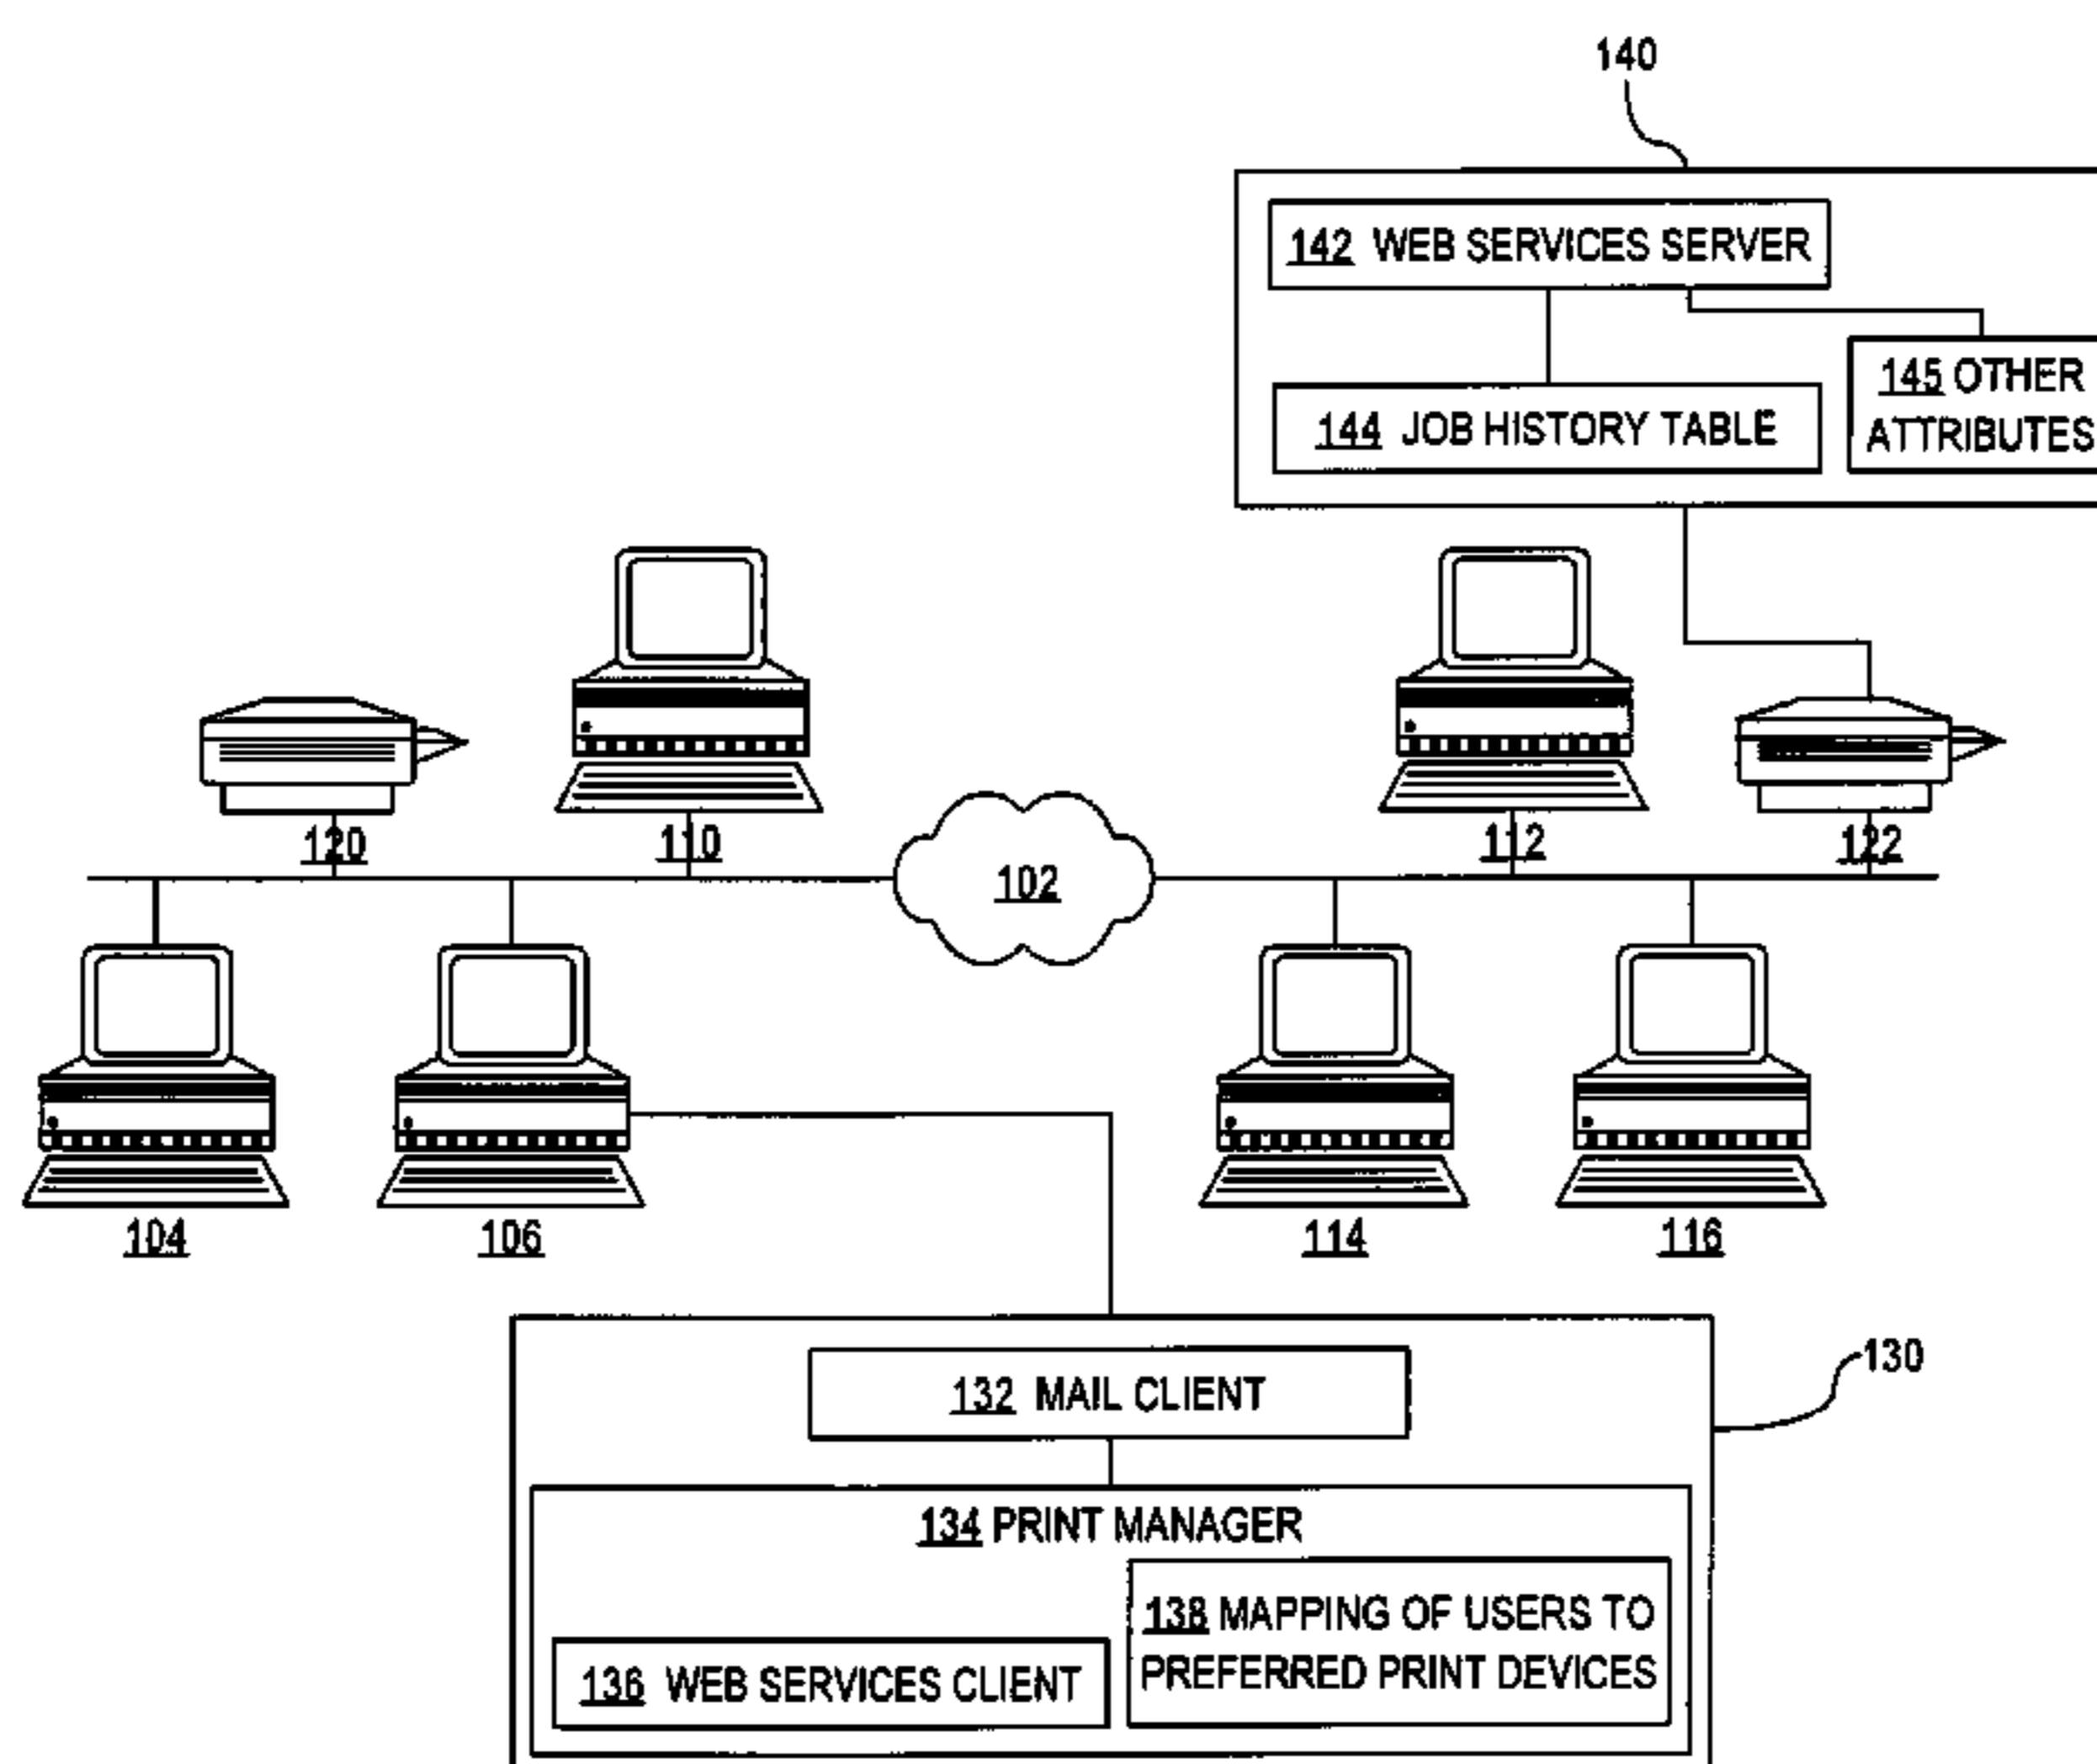 140
142 WEB SERVICES SERVER
145 OTHER
ATTRIBUTES
144 JOB HISTORY TABLE
120
110
112
122
102
104
106
114
116
130
132 MAIL CLIENT
134 PRINT MANAGER
138 MAPPING OF USERS TO
PREFERRED PRINT DEVICES
136 WEB SERVICES CLIENT